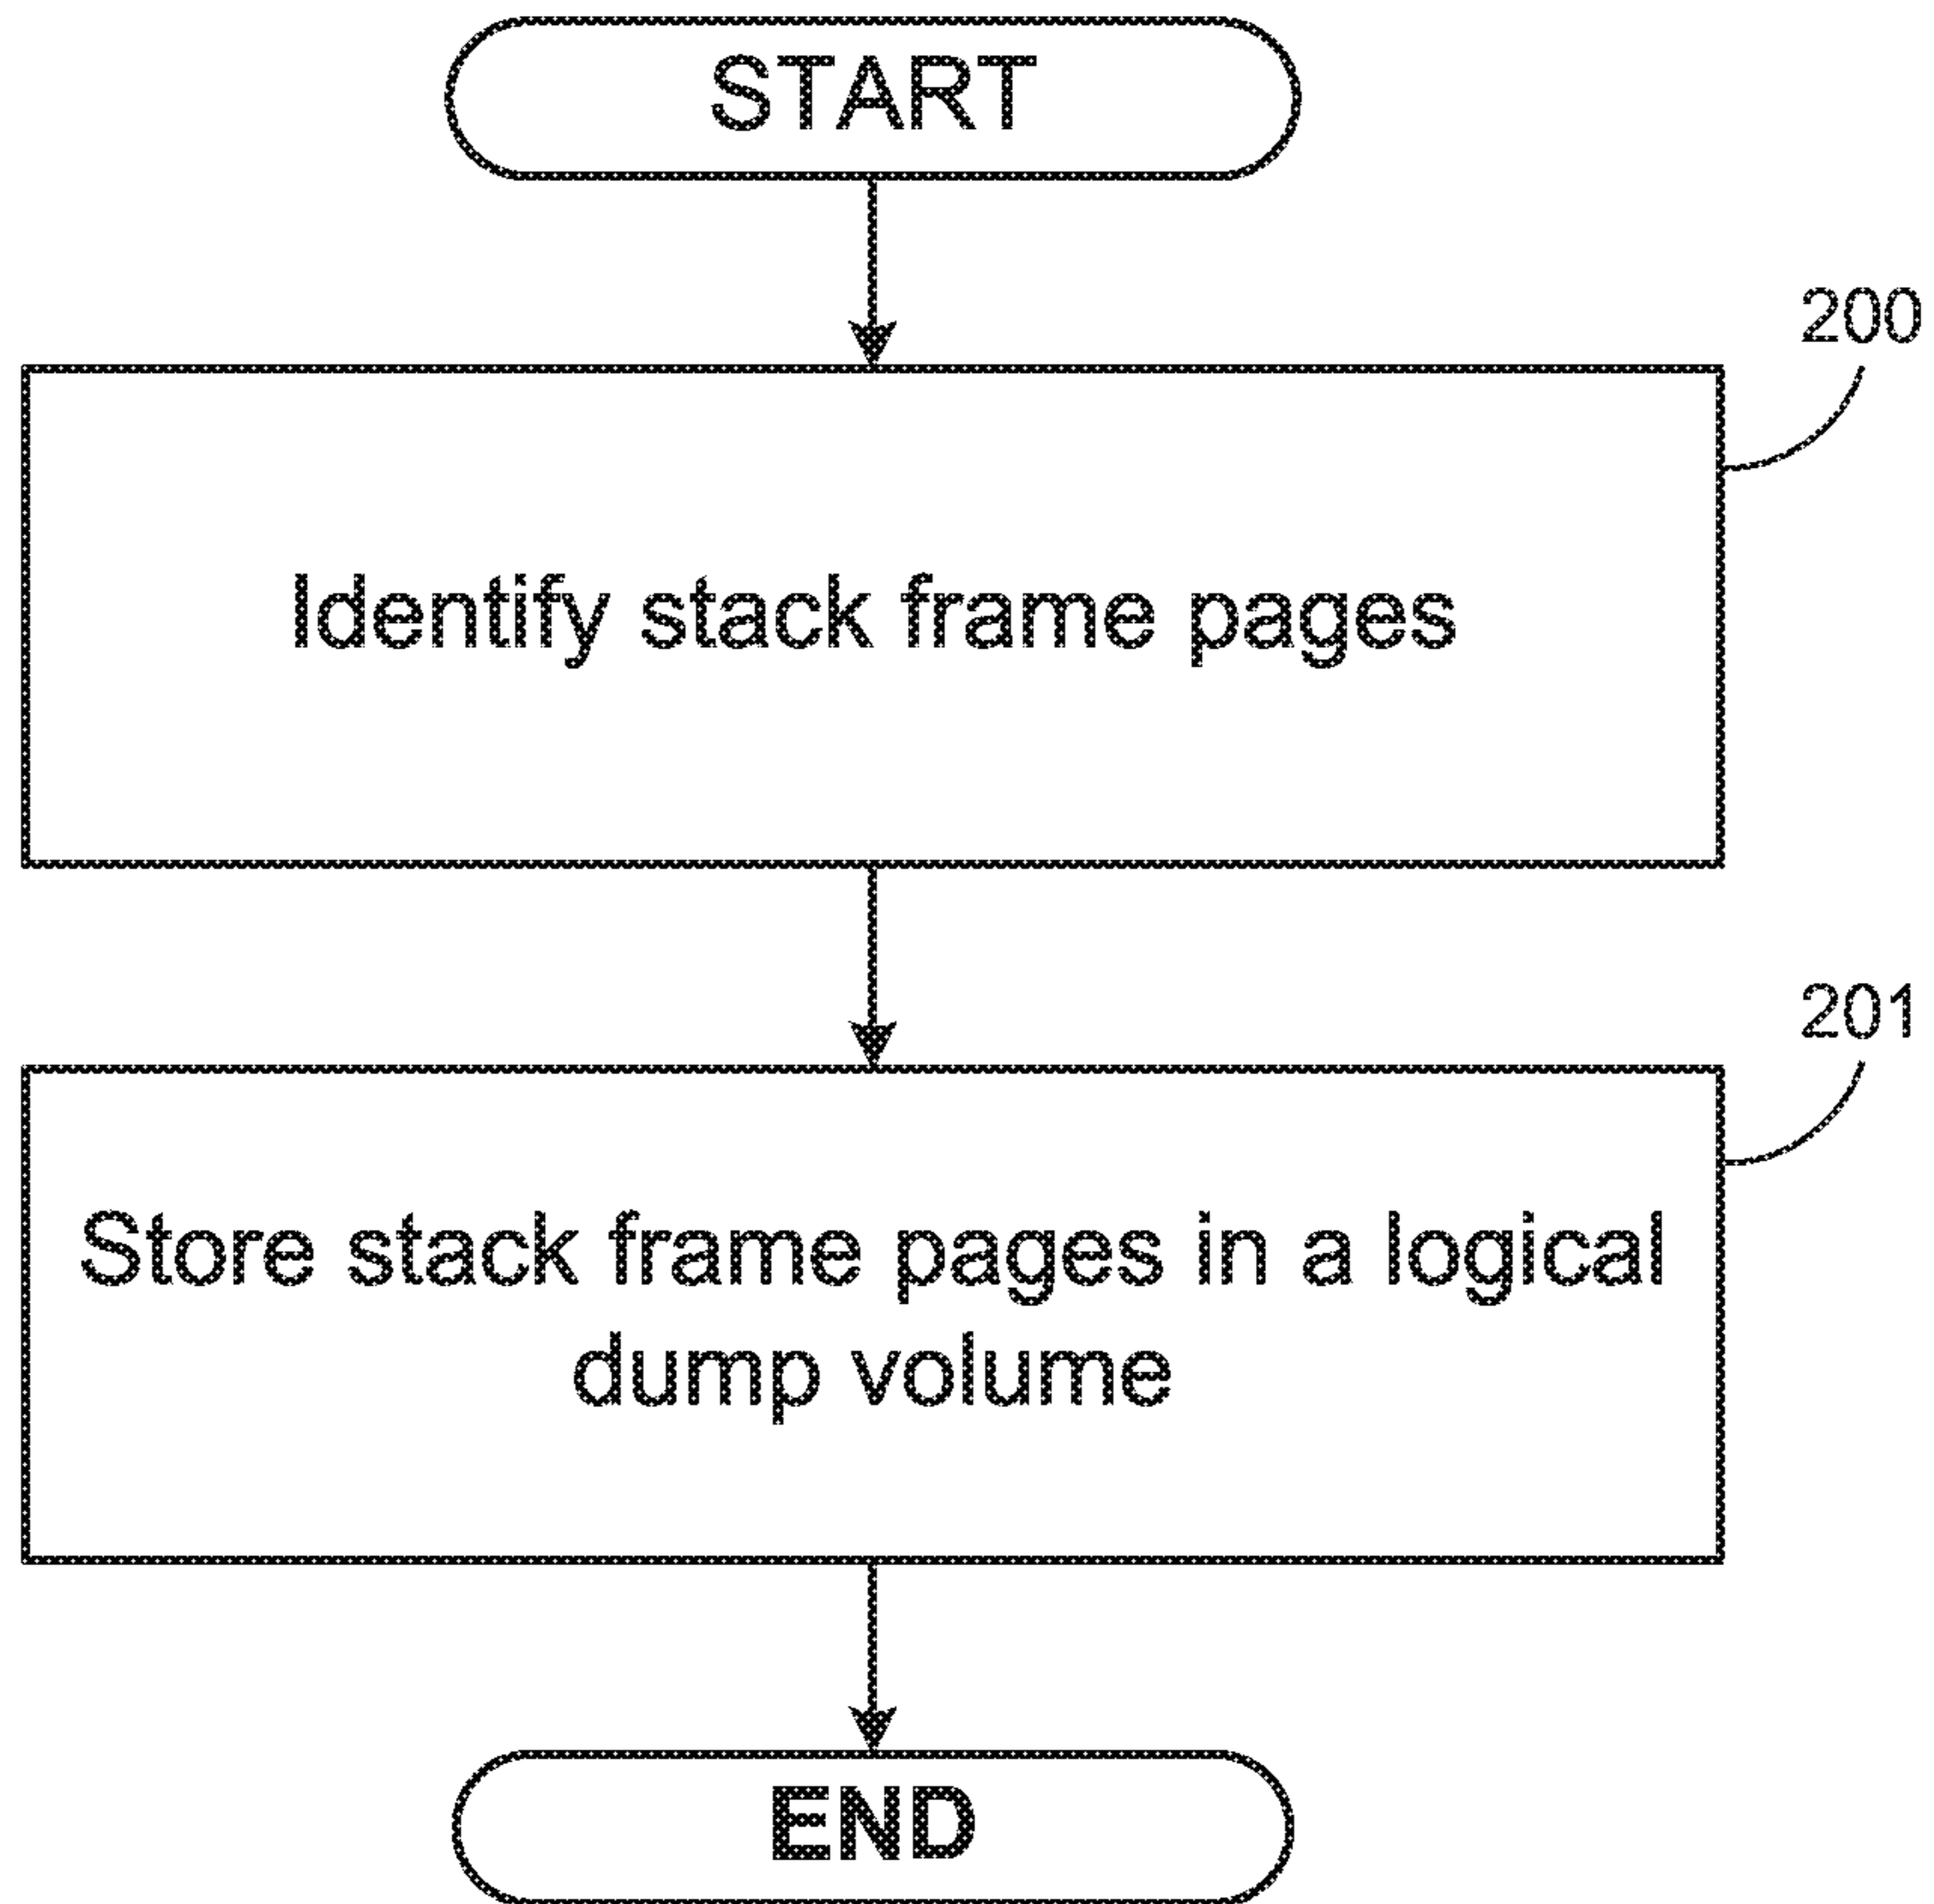 START
200
Identify stack frame pages
201
Store stack frame pages in a logical
dump volume
END